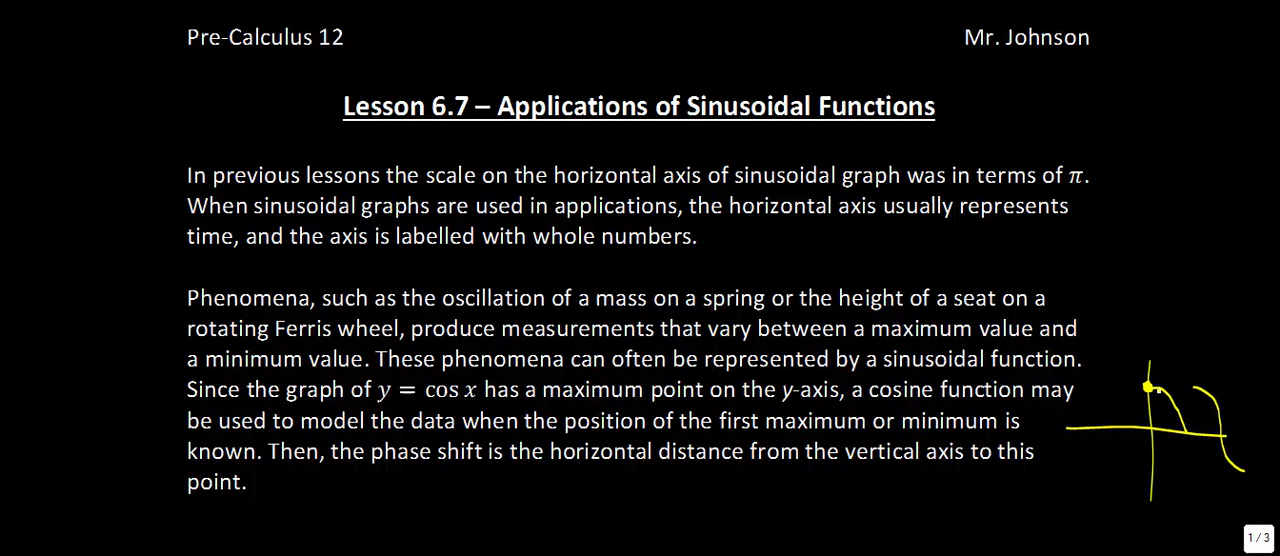 Pre-Calculus 12 Mr. Johnson
Lesson 6.7 – Applications of Sinusoidal Functions
In previous lessons the scale on the horizontal axis of sinusoidal graph was in terms of π.
When sinusoidal graphs are used in applications, the horizontal axis usually represents
time, and the axis is labelled with whole numbers.
Phenomena, such as the oscillation of a mass on a spring or the height of a seat on a
rotating Ferris wheel, produce measurements that vary between a maximum value and
a minimum value. These phenomena can often be represented by a sinusoidal function.
Since the graph of y = cos x has a maximum point on the y-axis, a cosine function may
be used to model the data when the position of the first maximum or minimum is
known. Then, the phase shift is the horizontal distance from the vertical axis to this
point.
1 / 3